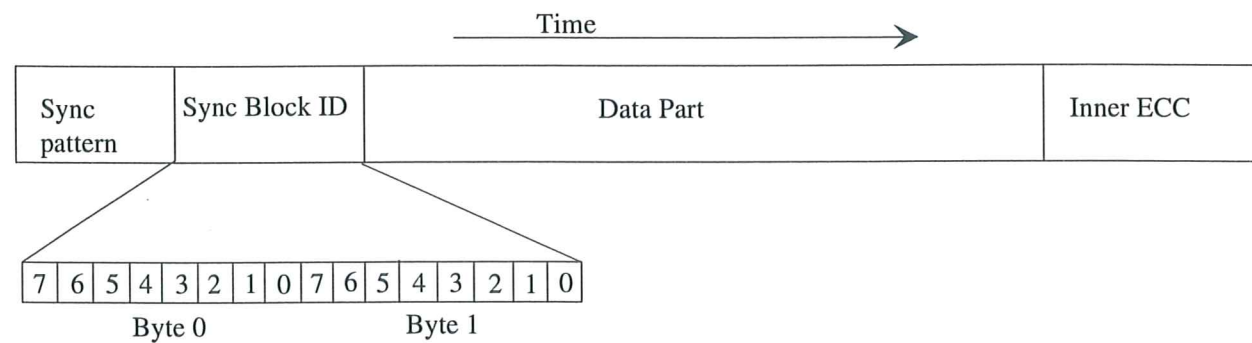 Time
Sync pattern
Sync Block ID
Data Part
Inner ECC
7 6 5 4 3 2 1 0 7 6 5 4 3 2 1 0
Byte 0
Byte 1